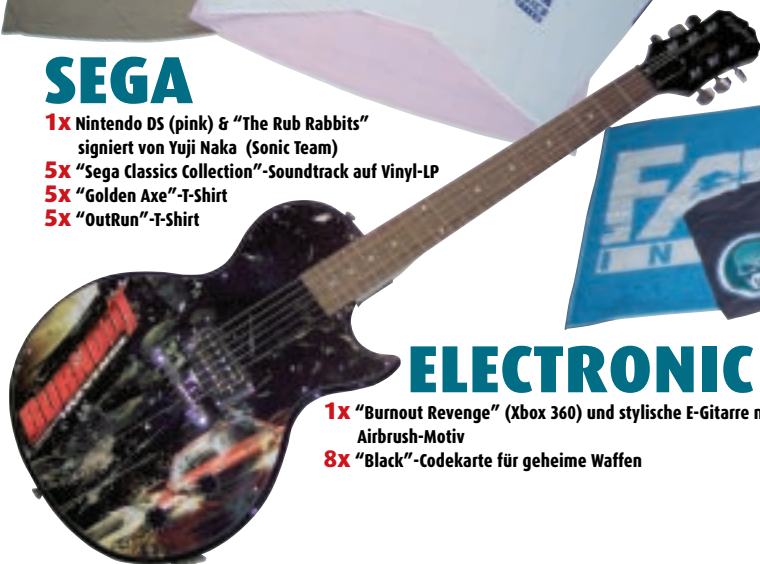 SEGA
1x Nintendo DS (pink) & “The Rub Rabbits”
signiert von Yuji Naka (Sonic Team)
5x “Sega Classics Collection”-Soundtrack auf Vinyl-LP
5x “Golden Axe”-T-Shirt
5x “OutRun”-T-Shirt
BURNOUT
ELECTRONIC
1x “Burnout Revenge” (Xbox 360) und stylische E-Gitarre
Airbrush-Motiv
8x “Black”-Codekarte für geheime Waffen